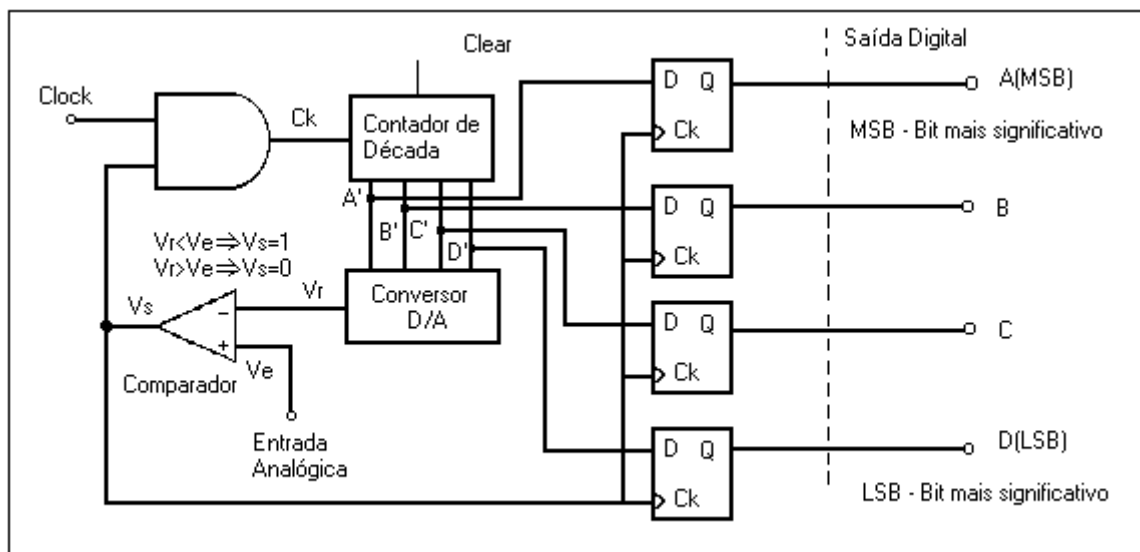 Clear
Saída Digital
Clock
Ck
Contador de
Década
D Q
Ck
A(MSB)
MSB - Bit mais significativo
A'
B'
C'
D'
D Q
Ck
B
Vr<Ve⇒Vs=1
Vr>Ve⇒Vs=0
Vs
Vr
Conversor
D/A
−
+
Ve
Comparador
D Q
Ck
C
Entrada
Analógica
D Q
Ck
D(LSB)
LSB - Bit mais significativo